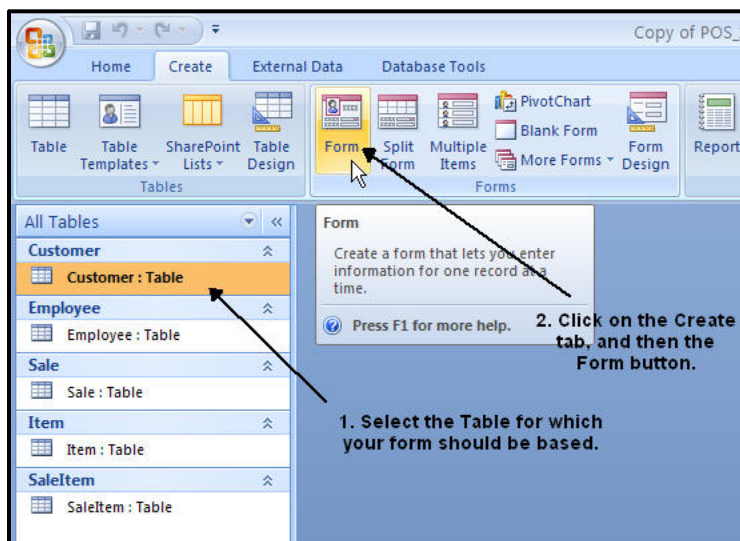 Copy of POS_
Home Create External Data Database Tools
Table
Table Templates
SharePoint Lists
Table Design
Tables
Form
Split Form
Multiple Items
PivotChart
Blank Form
More Forms
Form Design
Forms
Report
All Tables
Customer
Customer : Table
Employee
Employee : Table
Sale
Sale : Table
Item
Item : Table
SaleItem
SaleItem : Table
Form
Create a form that lets you enter
information for one record at a
time.
Press F1 for more help.
2. Click on the Create
tab, and then the
Form button.
1. Select the Table for which
your form should be based.